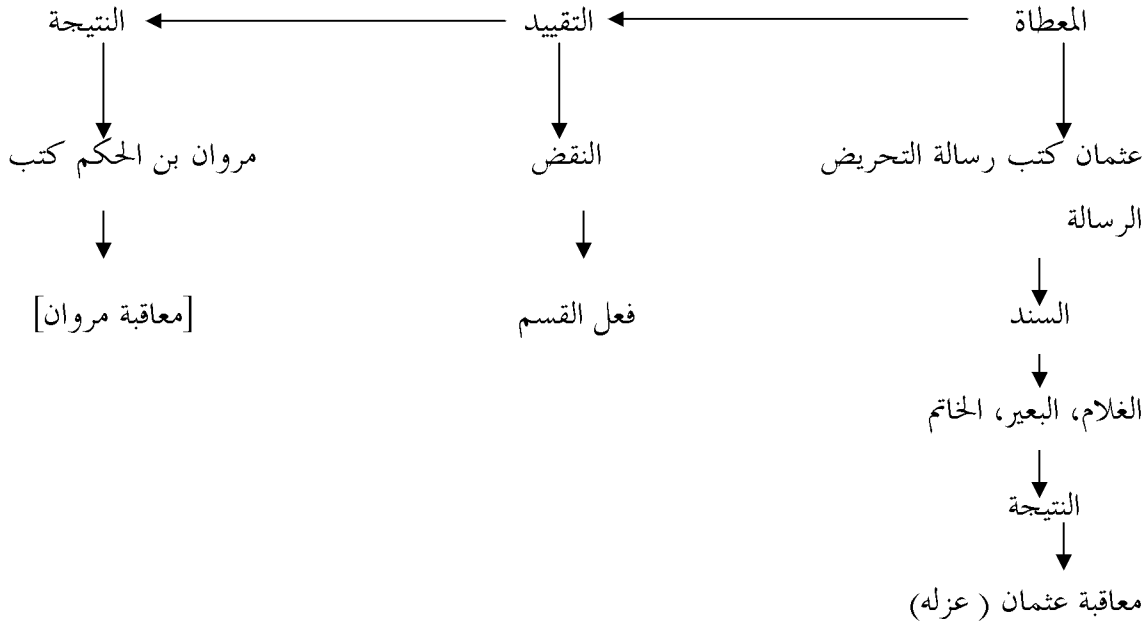 المعطاة التقييد النتيجة
عثمان كتب رسالة التحريض النقض مروان بن الحكم كتب
الرسالة
السند فعل القسم [معاقبة مروان]
الغلام، البعير، الخاتم
النتيجة
معاقبة عثمان ( عزله)